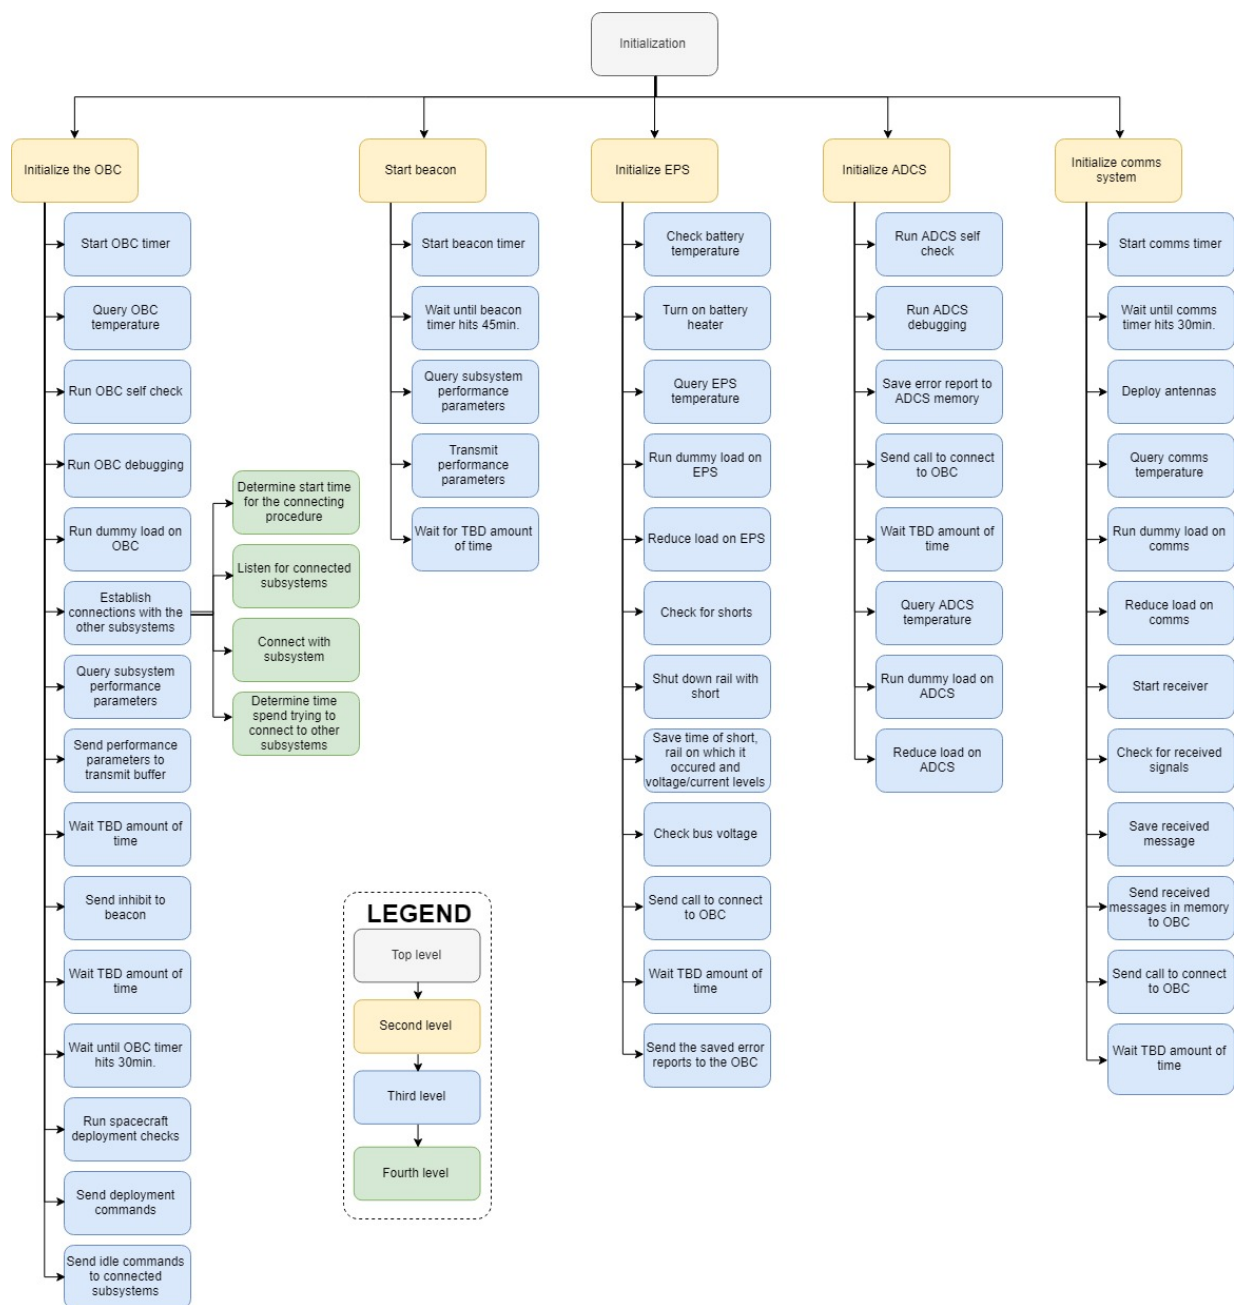 Initialization
Initialize the OBC
Start OBC timer
Query OBC
temperature
Run OBC self check
Run OBC debugging
Run dummy load on
OBC
Establish
connections with the
other subsystems
Determine start time
for the connecting
procedure
Listen for connected
subsystems
Connect with
subsystem
Determine time
spend trying to
connect to other
subsystems
Query subsystem
performance
parameters
Send performance
parameters to
transmit buffer
Wait TBD amount of
time
Send inhibit to
beacon
Wait TBD amount of
time
Wait until OBC timer
hits 30min.
Run spacecraft
deployment checks
Send deployment
commands
Send idle commands
to connected
subsystems
Start beacon
Start beacon timer
Wait until beacon
timer hits 45min.
Query subsystem
performance
parameters
Transmit
performance
parameters
Wait for TBD amount
of time
Initialize EPS
Check battery
temperature
Turn on battery
heater
Query EPS
temperature
Run dummy load on
EPS
Reduce load on EPS
Check for shorts
Shut down rail with
short
Save time of short,
rail on which it
occured and
voltage/current levels
Check bus voltage
Send call to connect
to OBC
Wait TBD amount of
time
Send the saved error
reports to the OBC
Initialize ADCS
Run ADCS self
check
Run ADCS
debugging
Save error report to
ADCS memory
Send call to connect
to OBC
Wait TBD amount of
time
Query ADCS
temperature
Run dummy load on
ADCS
Reduce load on
ADCS
Initialize comms
system
Start comms timer
Wait until comms
timer hits 30min.
Deploy antennas
Query comms
temperature
Run dummy load on
comms
Reduce load on
comms
Start receiver
Check for received
signals
Save received
message
Send received
messages in memory
to OBC
Send call to connect
to OBC
Wait TBD amount of
time
LEGEND
Top level
Second level
Third level
Fourth level